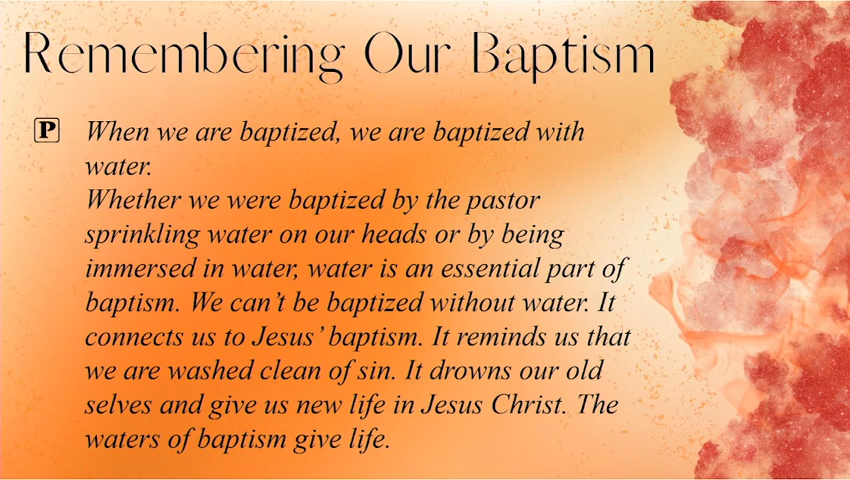 Remembering Our Baptism
P When we are baptized, we are baptized with
water.
Whether we were baptized by the pastor
sprinkling water on our heads or by being
immersed in water, water is an essential part of
baptism. We can’t be baptized without water. It
connects us to Jesus’ baptism. It reminds us that
we are washed clean of sin. It drowns our old
selves and give us new life in Jesus Christ. The
waters of baptism give life.